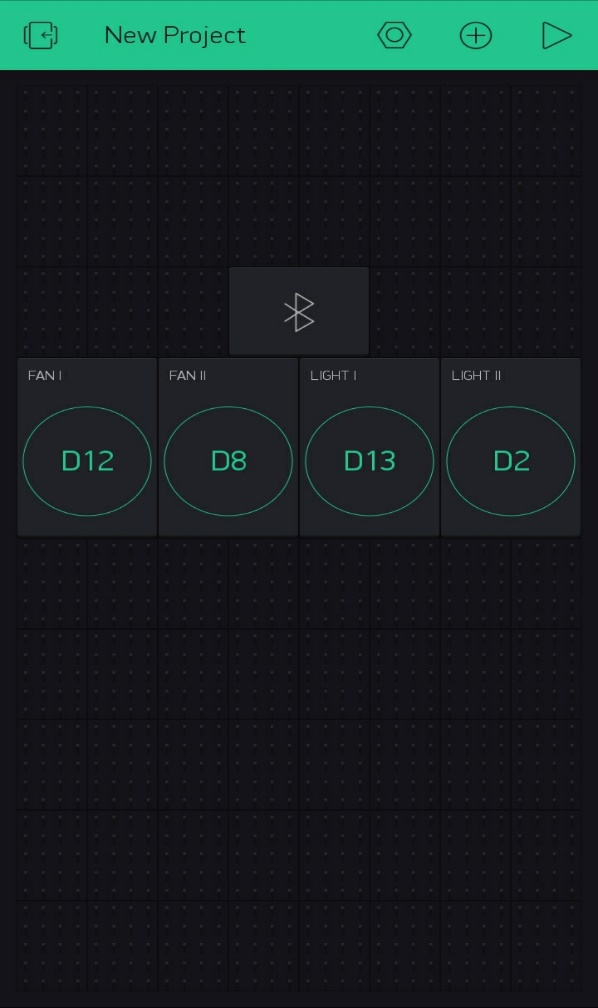 New Project
FAN I
FAN II
LIGHT I
LIGHT II
D12
D8
D13
D2